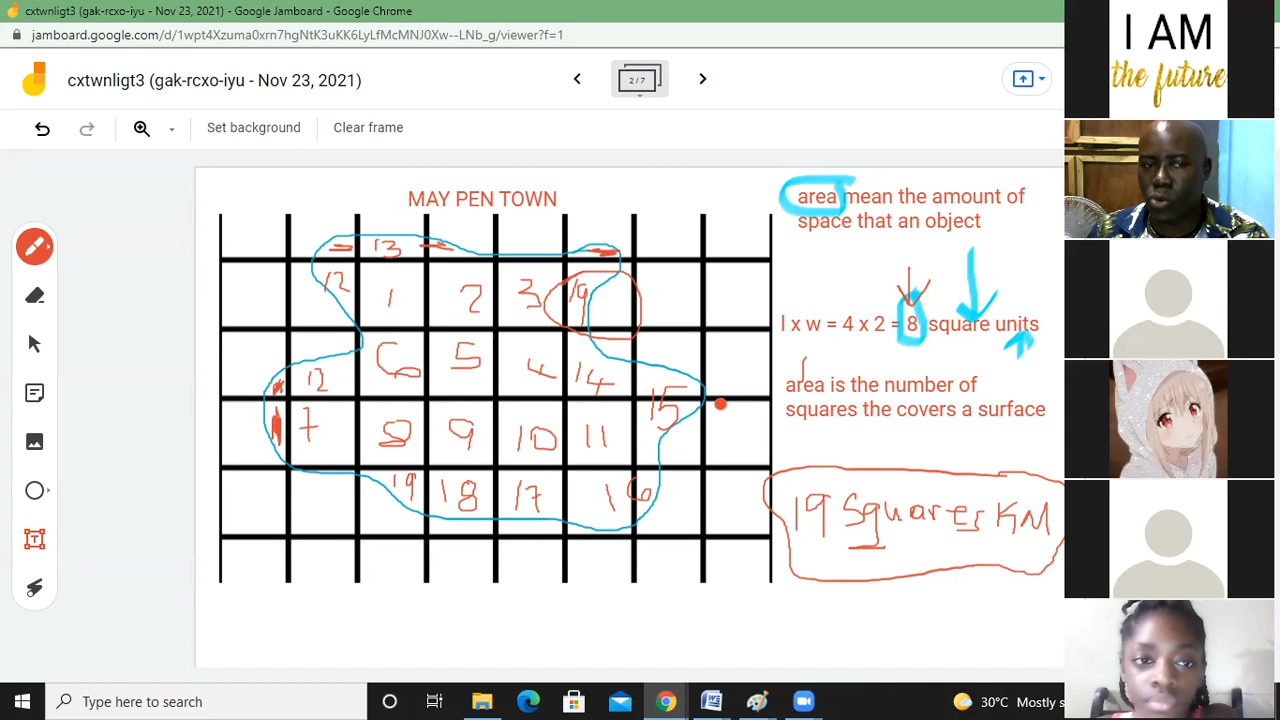 cxtwnligt3 (gak-rcxo-iyu - Nov 23, 2021) - Google Jamboard - Google Chrome
jamboard.google.com/d/1wpt4Xzuma0xrn7hgNtK3uKK6LyLfMcMNJ0Xw--LNb_g/viewer?f=1
cxtwnligt3 (gak-rcxo-iyu - Nov 23, 2021)
2 / 7
Set background
Clear frame
I AM
the future
MAY PEN TOWN
area mean the amount of
space that an object
l x w = 4 x 2 = 8 square units
area is the number of
squares the covers a surface
13
12 1 2 3 19
12 6 5 4 14
15
7 8 9 10 11
19 18 17 16
19 Squares KM
T
Type here to search
30°C Mostly s